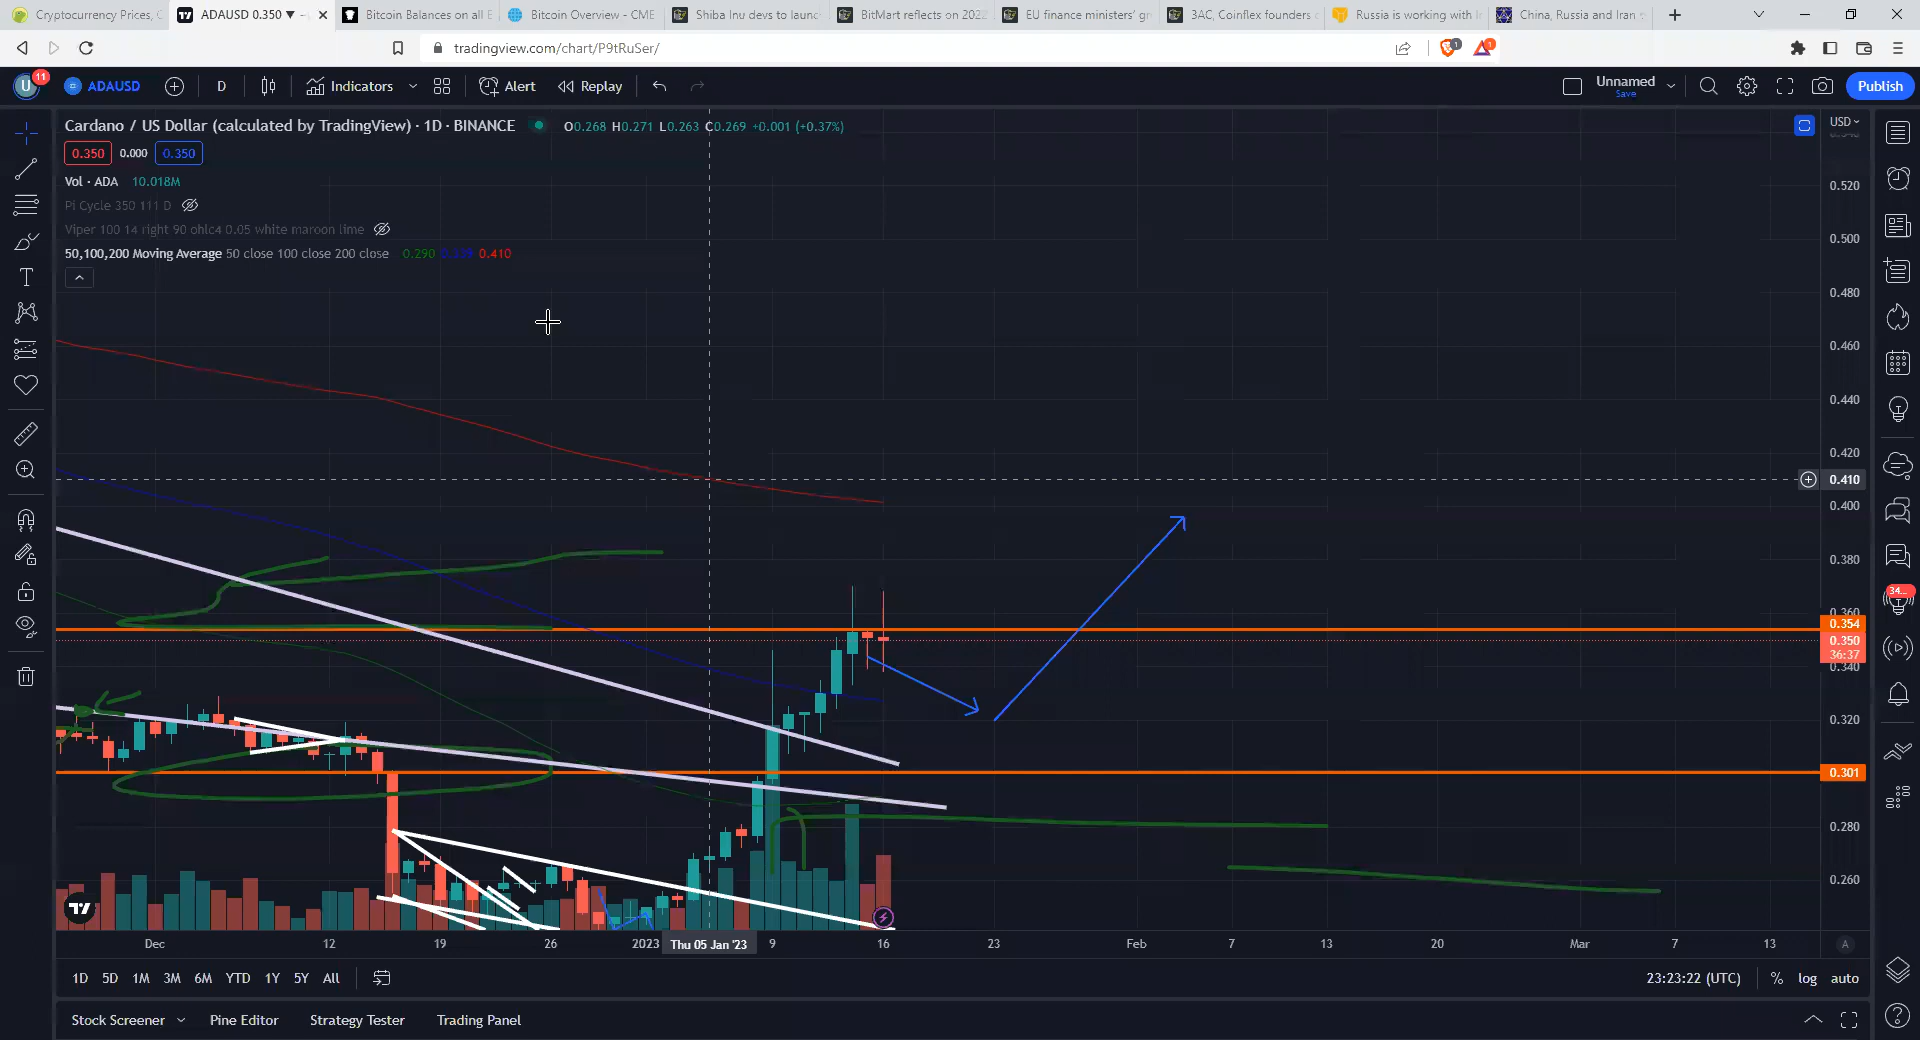 Cryptocurrency Prices, C
ADAUSD 0.350 ▼
Bitcoin Balances on all E
Bitcoin Overview - CME
Shiba Inu devs to launc
BitMart reflects on 2022
EU finance ministers' gr
3AC, Coinflex founders
Russia is working with
China, Russia and Iran
tradingview.com/chart/P9tRuSer/
1
1
U
11
ADAUSD
D
Indicators
Alert
Replay
Unnamed
Save
Publish
Cardano / US Dollar (calculated by TradingView) · 1D · BINANCE
O0.268 H0.271 L0.263 C0.269 +0.001 (+0.37%)
USD
0.350
0.000
0.350
Vol · ADA 10.018M
Pi Cycle 350 111 D
Viper 100 14 right 90 ohlc4 0.05 white maroon lime
50,100,200 Moving Average 50 close 100 close 200 close 0.290 0.410
0.520
0.500
0.480
0.460
0.440
0.420
0.410
0.400
0.380
0.360
0.354
0.350
36:37
0.340
0.320
0.301
0.280
0.260
34...
Dec
12
19
26
2023
Thu 05 Jan '23
9
16
23
Feb
7
13
20
Mar
7
13
A
1D
5D
1M
3M
6M
YTD
1Y
5Y
All
23:23:22 (UTC)
%
log
auto
Stock Screener
Pine Editor
Strategy Tester
Trading Panel